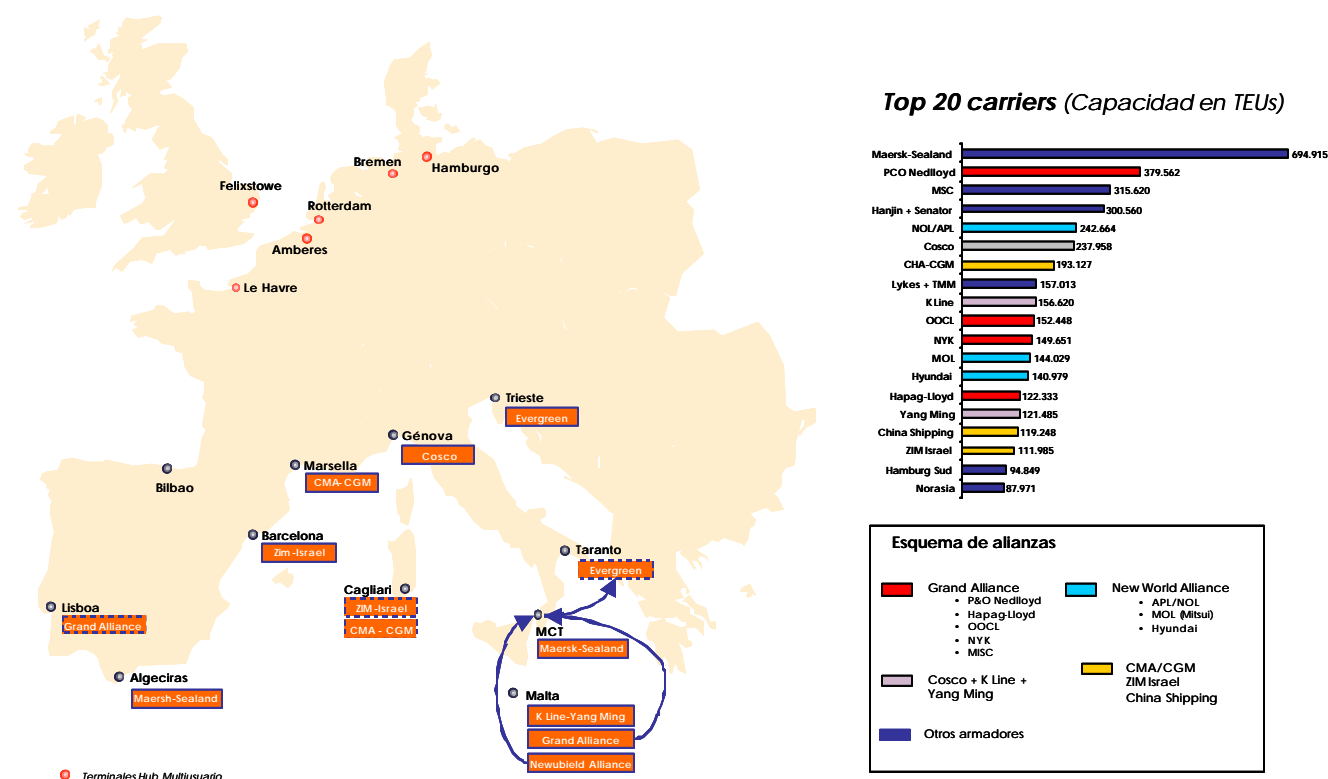 Top 20 carriers (Capacidad en TEUs)
Maersk-Sealand 694.915
PCO Nedlloyd 379.562
MSC 315.620
Hanjin + Senator 300.560
NOL/APL 242.664
Cosco 237.958
CHA-CGM 193.127
Lykes + TMM 157.013
K Line 156.620
OOCL 152.448
NYK 149.651
MOL 144.029
Hyundai 140.979
Hapag-Lloyd 122.333
Yang Ming 121.485
China Shipping 119.248
ZIM Israel 111.985
Hamburg Sud 94.849
Norasia 87.971
Bremen
Hamburgo
Felixstowe
Rotterdam
Amberes
Le Havre
Trieste
Evergreen
Génova
Cosco
Marsella
CMA-CGM
Bilbao
Barcelona
Zim-Israel
Taranto
Evergreen
Cagliari
ZIM-Israel
CMA - CGM
Lisboa
Grand Alliance
MCT
Maersk-Sealand
Algeciras
Maersh-Sealand
Malta
K Line-Yang Ming
Grand Alliance
Newubield Alliance
Terminales Hub Multiusuario
Esquema de alianzas
Grand Alliance
• P&O Nedlloyd
• Hapag-Lloyd
• OOCL
• NYK
• MISC
New World Alliance
• APL/NOL
• MOL (Mitsui)
• Hyundai
Cosco + K Line +
Yang Ming
CMA/CGM
ZIM Israel
China Shipping
Otros armadores